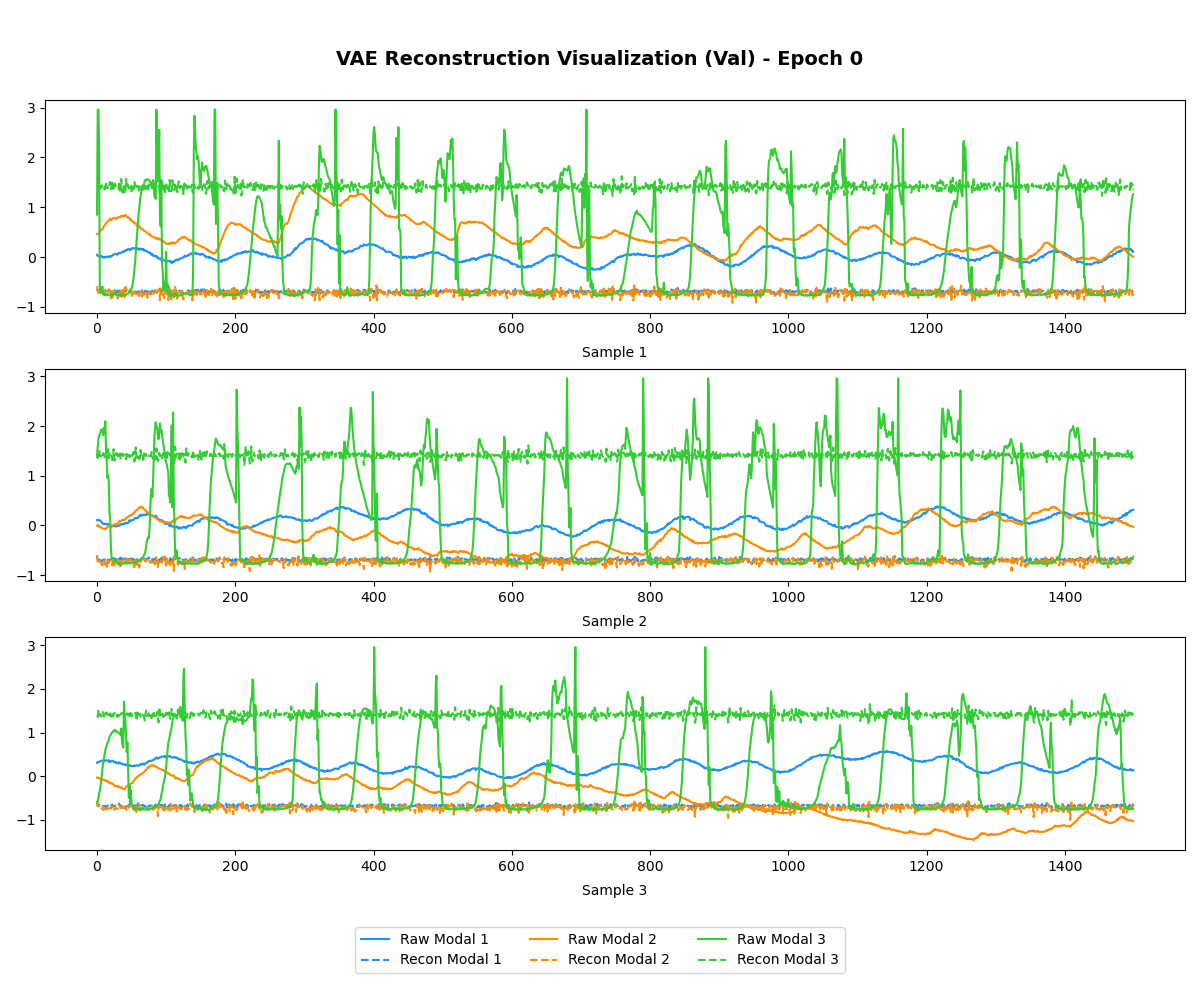 VAE Reconstruction Visualization (Val) - Epoch 0
3
2
1
0
−1
0 200 400 600 800 1000 1200 1400
Sample 1
3
2
1
0
−1
0 200 400 600 800 1000 1200 1400
Sample 2
3
2
1
0
−1
0 200 400 600 800 1000 1200 1400
Sample 3
Raw Modal 1 Raw Modal 2 Raw Modal 3
Recon Modal 1 Recon Modal 2 Recon Modal 3